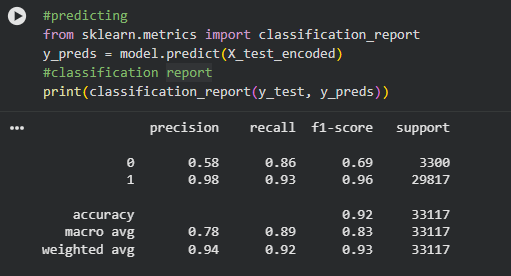 #predicting
from sklearn.metrics import classification_report
y_preds = model.predict(X_test_encoded)
#classification report
print(classification_report(y_test, y_preds))
precision recall f1-score support
0 0.58 0.86 0.69 3300
1 0.98 0.93 0.96 29817
accuracy 0.92 33117
macro avg 0.78 0.89 0.83 33117
weighted avg 0.94 0.92 0.93 33117